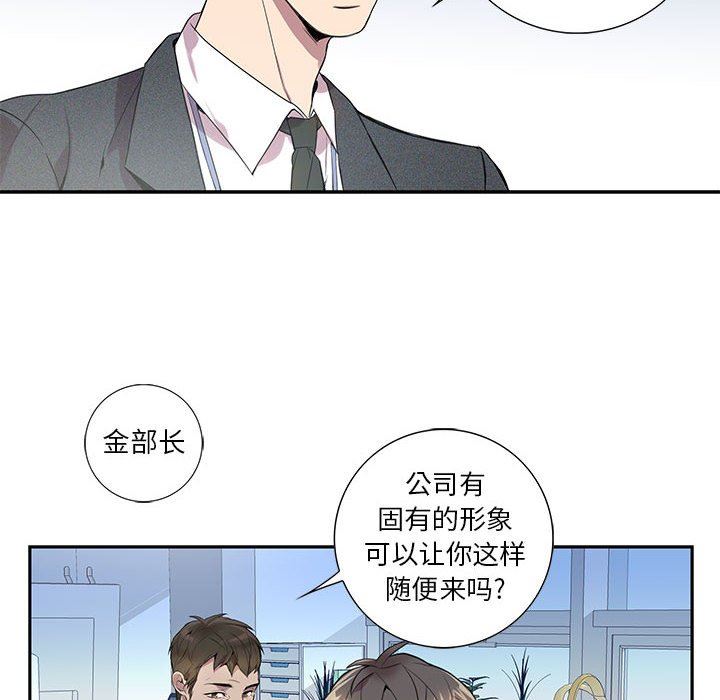 金部长
公司有
固有的形象
可以让你这样
随便来吗?